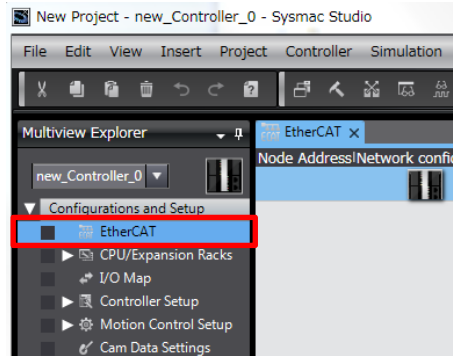 New Project - new_Controller_0 - Sysmac Studio
File Edit View Insert Project Controller Simulation
Multiview Explorer
EtherCAT
Node Address Network
new_Controller_0
Configurations and Setup
EtherCAT
CPU/Expansion Racks
I/O Map
Controller Setup
Motion Control Setup
Cam Data Settings